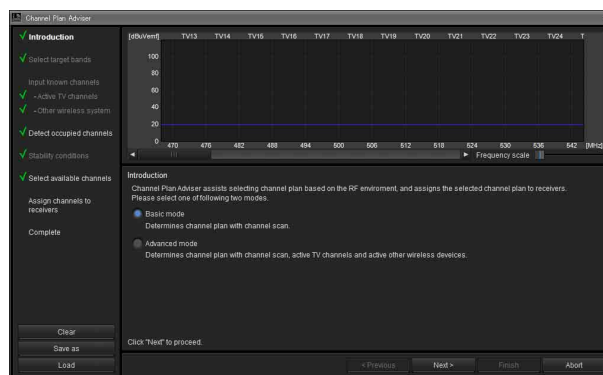 Channel Plan Adviser
Introduction
Select target bands
Input known channels
- Active TV channels
- Other wireless system
Detect occupied channels
Stability conditions
Select available channels
Assign channels to
receivers
Complete
Clear
Save as
Load
[dBuVemf] TV13 TV14 TV15 TV16 TV17 TV18 TV19 TV20 TV21 TV22 TV23 TV24 T
100
80
60
40
20
0
470 476 482 488 494 500 506 512 518 524 530 536 542 [MHz]
Frequency scale
Introduction
Channel Plan Adviser assists selecting channel plan based on the RF enviroment, and assigns the selected channel plan to receivers.
Please select one of following two modes.
Basic mode
Determines channel plan with channel scan.
Advanced mode
Determines channel plan with channel scan, active TV channels and active other wireless deveices.
Click "Next" to proceed.
< Previous Next > Finish Abort